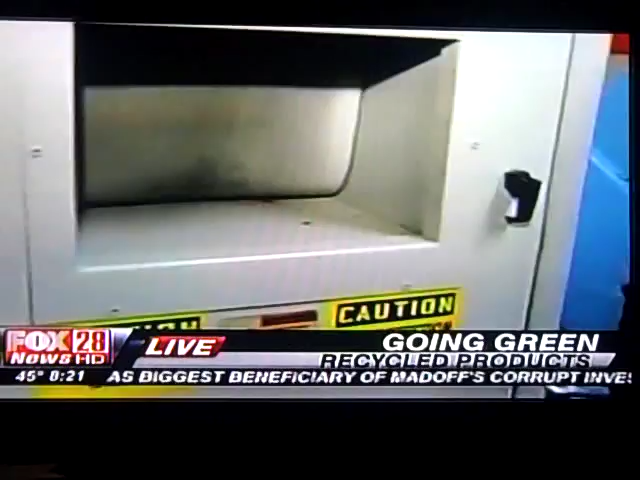 CAUTION
FOX 28
NEWS HD
LIVE
GOING GREEN
RECYCLED PRODUCTS
45° 8:21 AS BIGGEST BENEFICIARY OF MADOFF'S CORRUPT